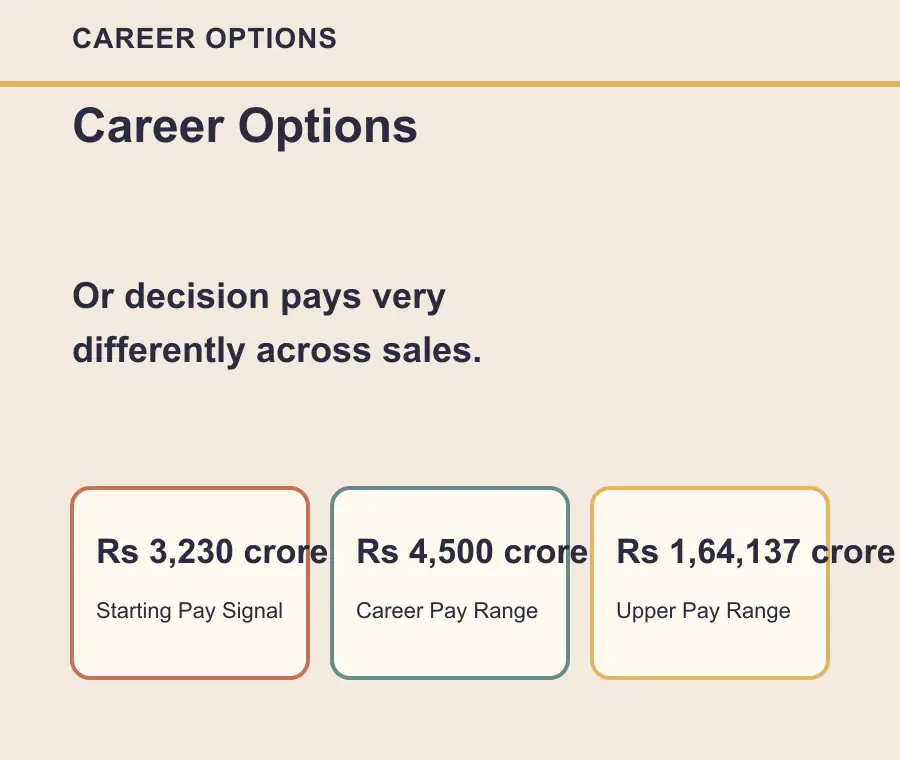 CAREER OPTIONS
Career Options
Or decision pays very
differently across sales.
Rs 3,230 crore
Rs 4,500 crore
Rs 1,64,137 crore
Starting Pay Signal
Career Pay Range
Upper Pay Range